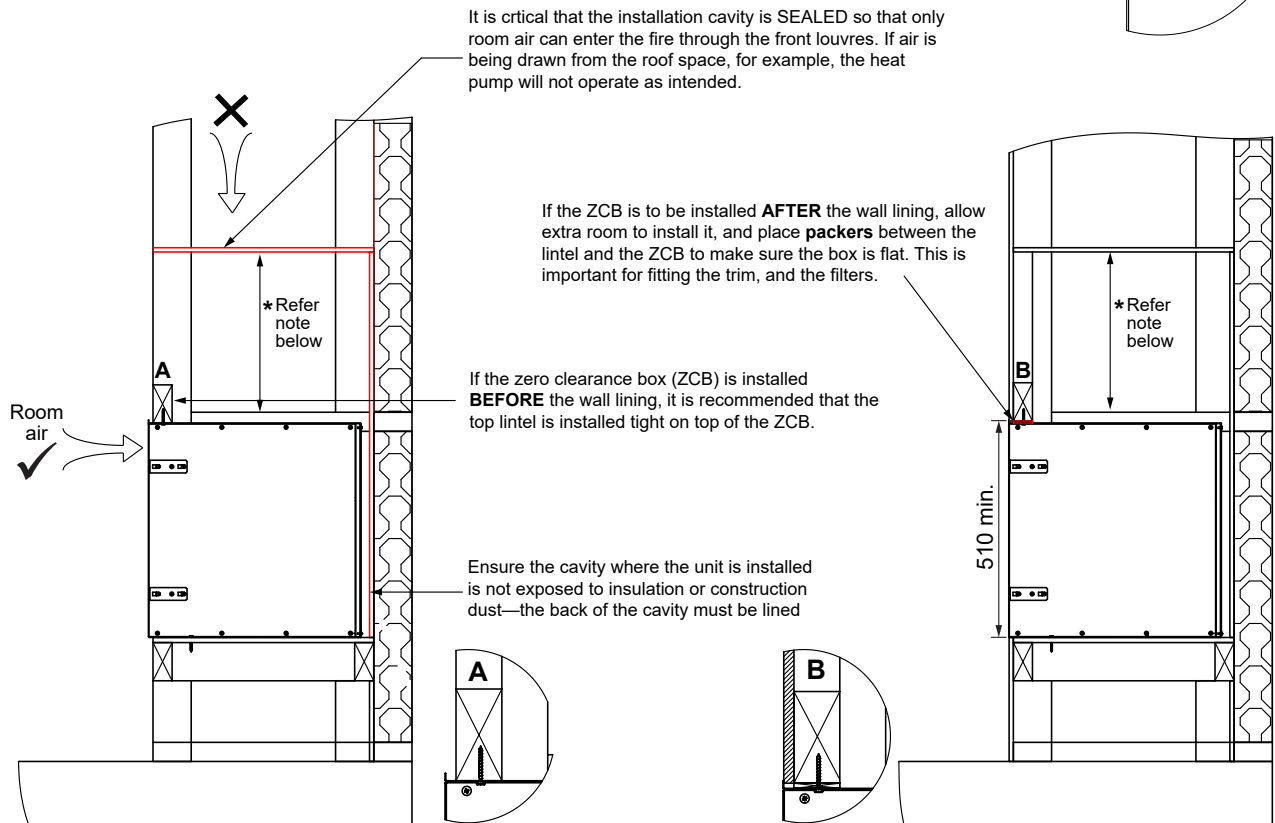 It is crtical that the installation cavity is SEALED so that only
room air can enter the fire through the front louvres. If air is
being drawn from the roof space, for example, the heat
pump will not operate as intended.
If the ZCB is to be installed AFTER the wall lining, allow
extra room to install it, and place packers between the
lintel and the ZCB to make sure the box is flat. This is
important for fitting the trim, and the filters.
*Refer
note
below
*Refer
note
below
A
B
If the zero clearance box (ZCB) is installed
BEFORE the wall lining, it is recommended that the
top lintel is installed tight on top of the ZCB.
Room
air
510 min.
Ensure the cavity where the unit is installed
is not exposed to insulation or construction
dust—the back of the cavity must be lined
A
B